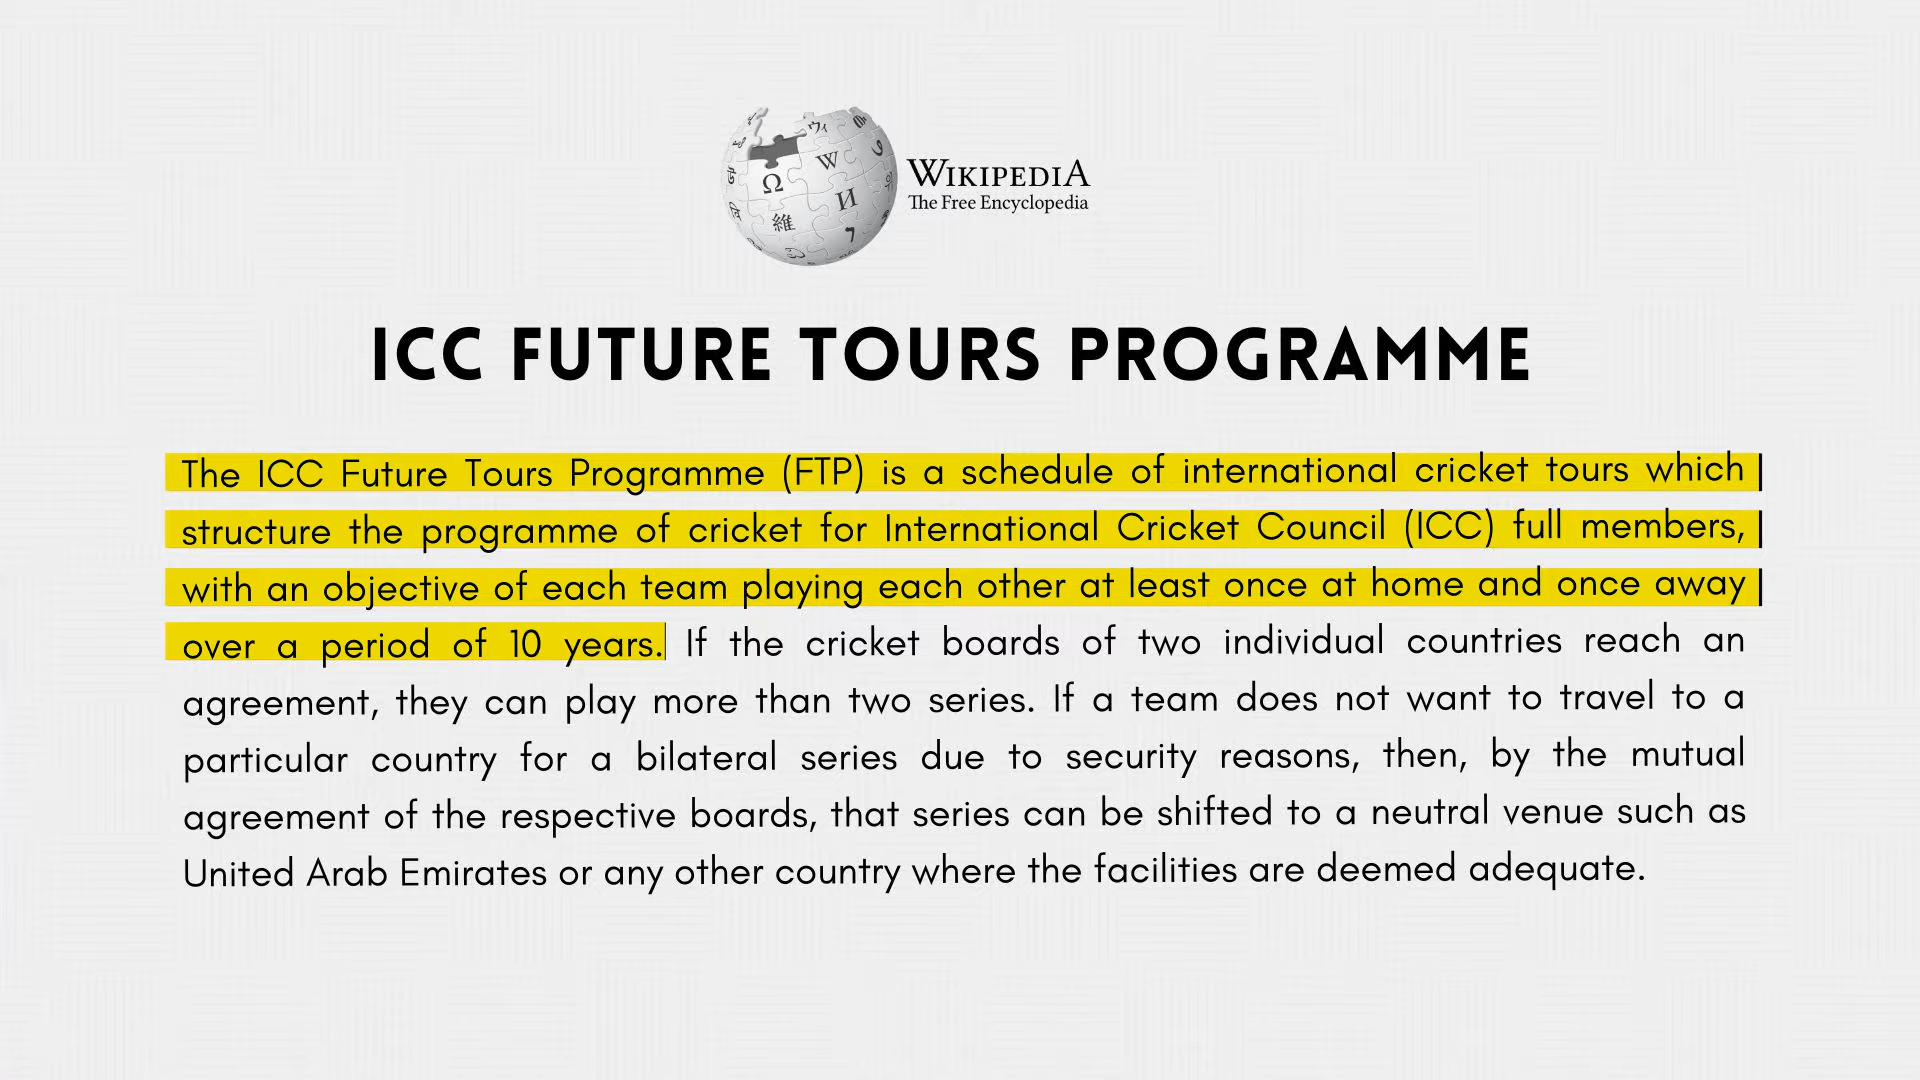 Ω W И 維 ウィ 7
WIKIPEDIA
The Free Encyclopedia
ICC FUTURE TOURS PROGRAMME
The ICC Future Tours Programme (FTP) is a schedule of international cricket tours which
structure the programme of cricket for International Cricket Council (ICC) full members,
with an objective of each team playing each other at least once at home and once away
over a period of 10 years. If the cricket boards of two individual countries reach an
agreement, they can play more than two series. If a team does not want to travel to a
particular country for a bilateral series due to security reasons, then, by the mutual
agreement of the respective boards, that series can be shifted to a neutral venue such as
United Arab Emirates or any other country where the facilities are deemed adequate.